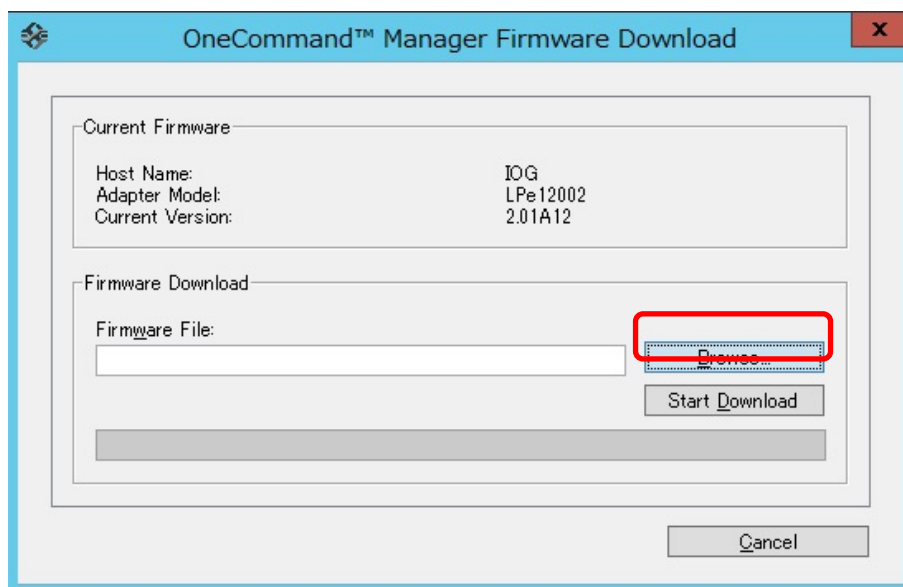 OneCommand™ Manager Firmware Download
x
Current Firmware
Host Name: IOG
Adapter Model: LPe12002
Current Version: 2.01A12
Firmware Download
Firmware File:
Browse...
Start Download
Cancel